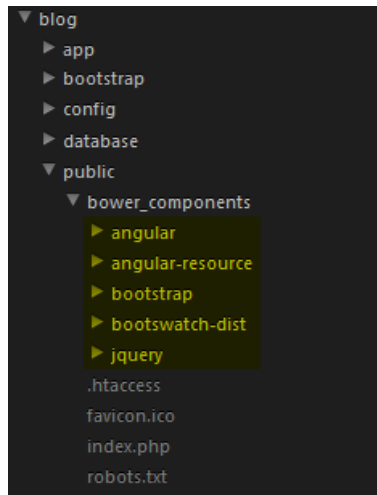 blog
app
bootstrap
config
database
public
bower_components
angular
angular-resource
bootstrap
bootswatch-dist
jquery
.htaccess
favicon.ico
index.php
robots.txt